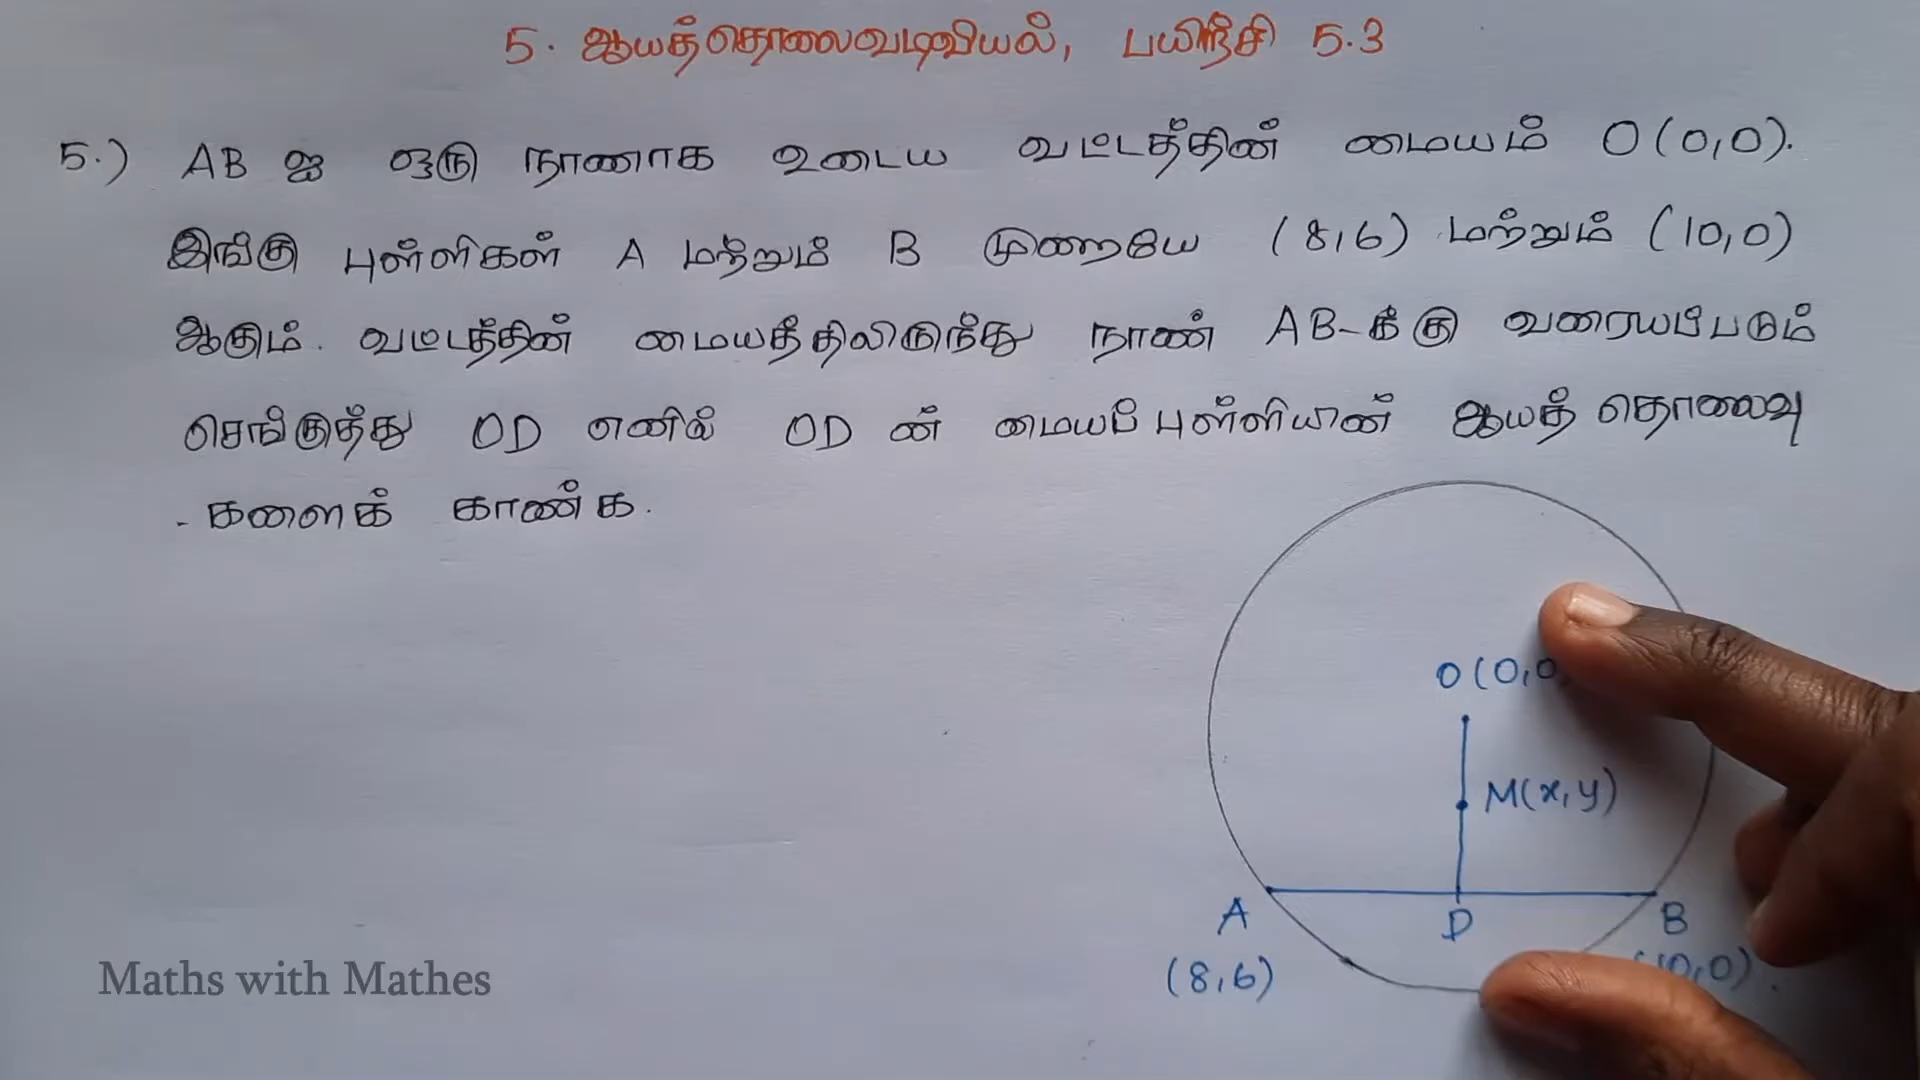 5. ஆயத்தொலைவடிவியல், பயிற்சி 5.3
5.) AB ஐ ஒரு நாணாக உடைய வட்டத்தின் மையம் O(0,0).
இங்கு புள்ளிகள் A மற்றும் B முறையே (8,6) மற்றும் (10,0)
ஆகும். வட்டத்தின் மையத்திலிருந்து நாண் AB-க்கு வரையப்படும்
செங்குத்து OD எனில் OD ன் மையப்புள்ளியின் ஆயத் தொலைவு
- களைக் காண்க.
O(0,0
M(x,y)
A D B
(8,6) (10,0).
Maths with Mathes